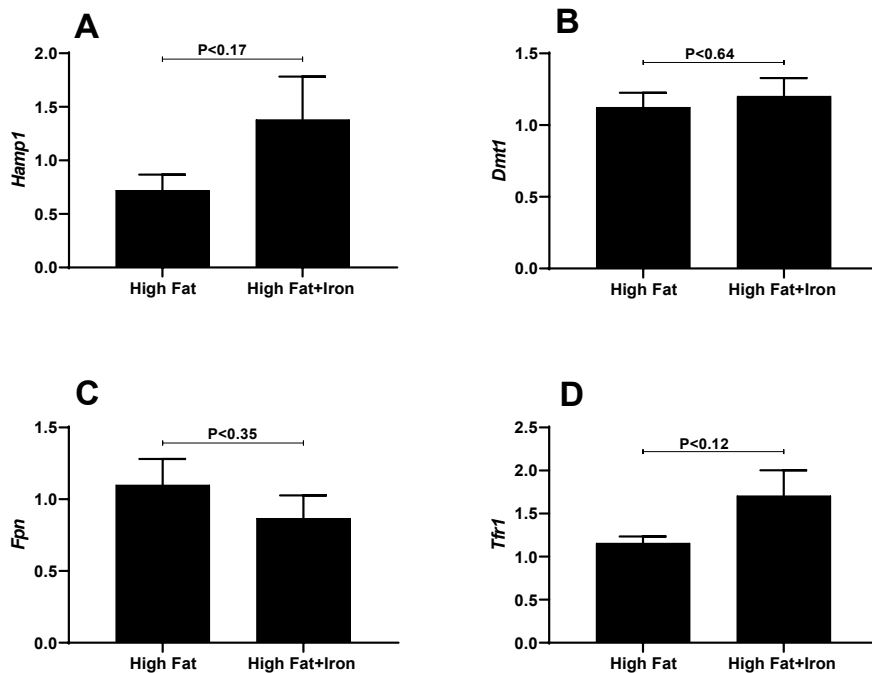 A
P<0.17
2.0
1.5
1.0
0.5
0.0
Hamp1
High Fat
High Fat+Iron
B
P<0.64
1.5
1.0
0.5
0.0
Dmt1
High Fat
High Fat+Iron
C
P<0.35
1.5
1.0
0.5
0.0
Fpn
High Fat
High Fat+Iron
D
P<0.12
2.5
2.0
1.5
1.0
0.5
0.0
Tfr1
High Fat
High Fat+Iron